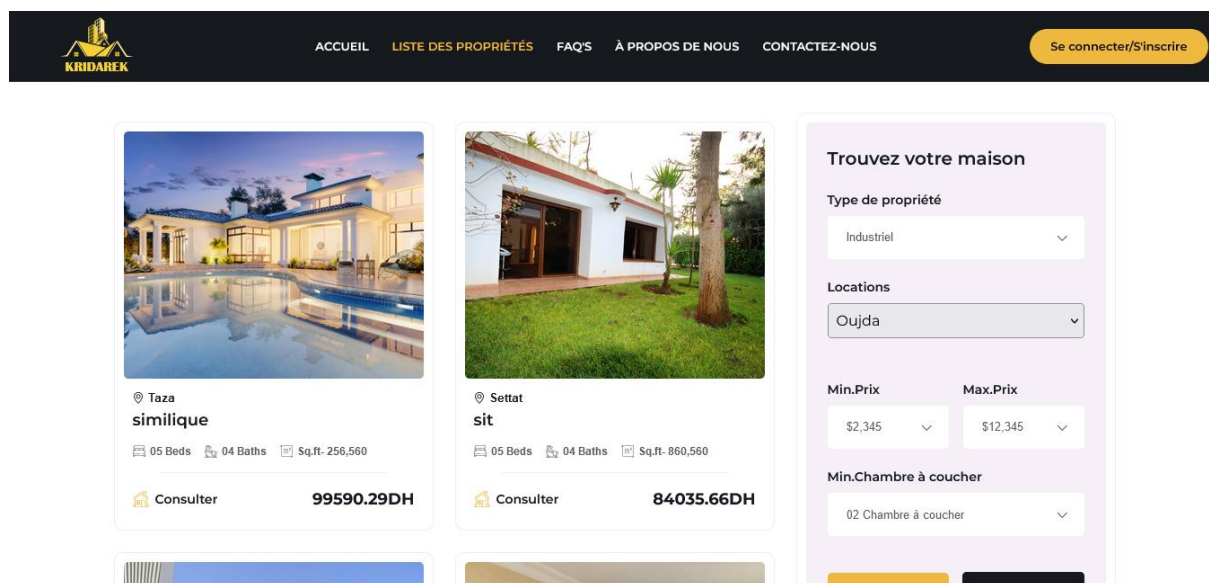 KRIDAREK
ACCUEIL LISTE DES PROPRIÉTÉS FAQ'S À PROPOS DE NOUS CONTACTEZ-NOUS
Se connecter/S'inscrire
Taza
similique
05 Beds 04 Baths Sq.ft- 256,560
Consulter 99590.29DH
Settat
sit
05 Beds 04 Baths Sq.ft- 860,560
Consulter 84035.66DH
Trouvez votre maison
Type de propriété
Industriel
Locations
Oujda
Min.Prix Max.Prix
$2,345 $12,345
Min.Chambre à coucher
02 Chambre à coucher